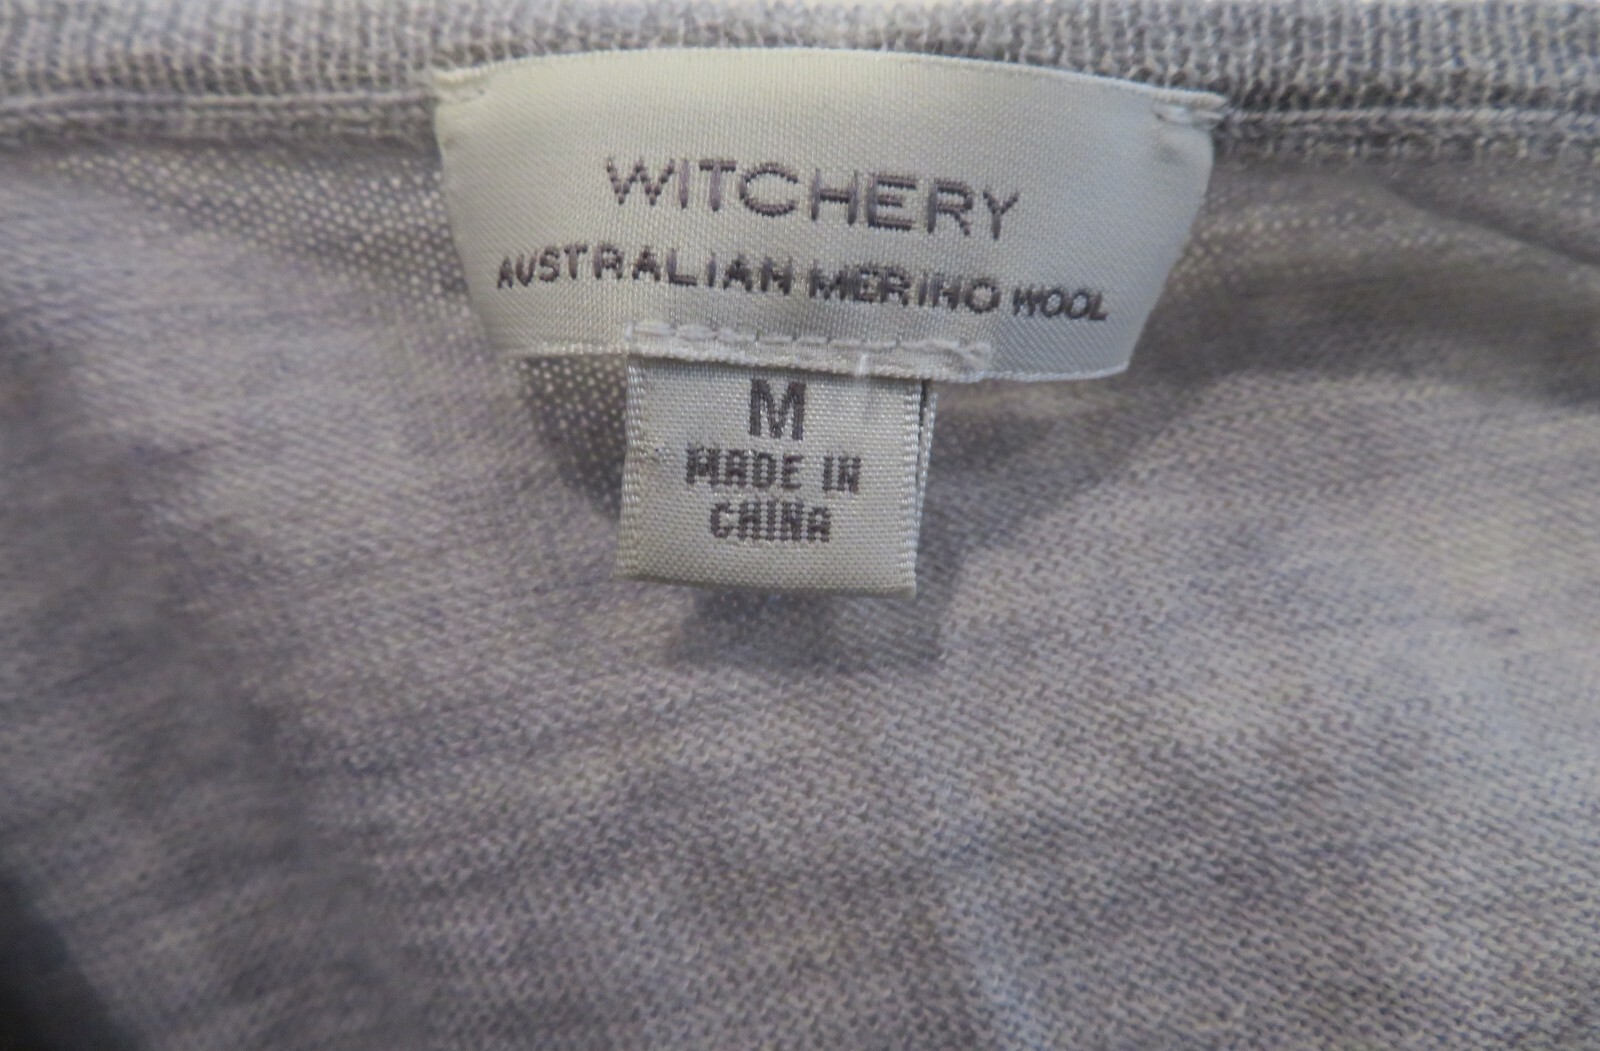 WITCHERY
AUSTRALIAN MERINO WOOL
M
MADE IN
CHINA